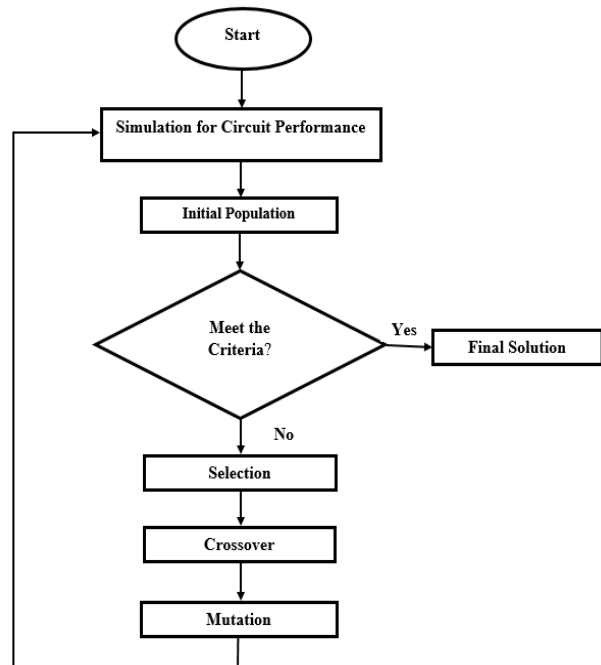 Start
Simulation for Circuit Performance
Initial Population
Meet the
Criteria?
Yes
Final Solution
No
Selection
Crossover
Mutation